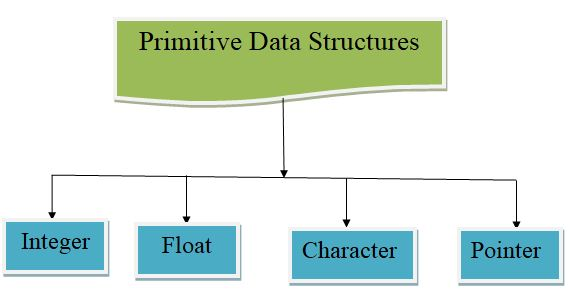 Primitive Data Structures
Integer
Float
Character
Pointer